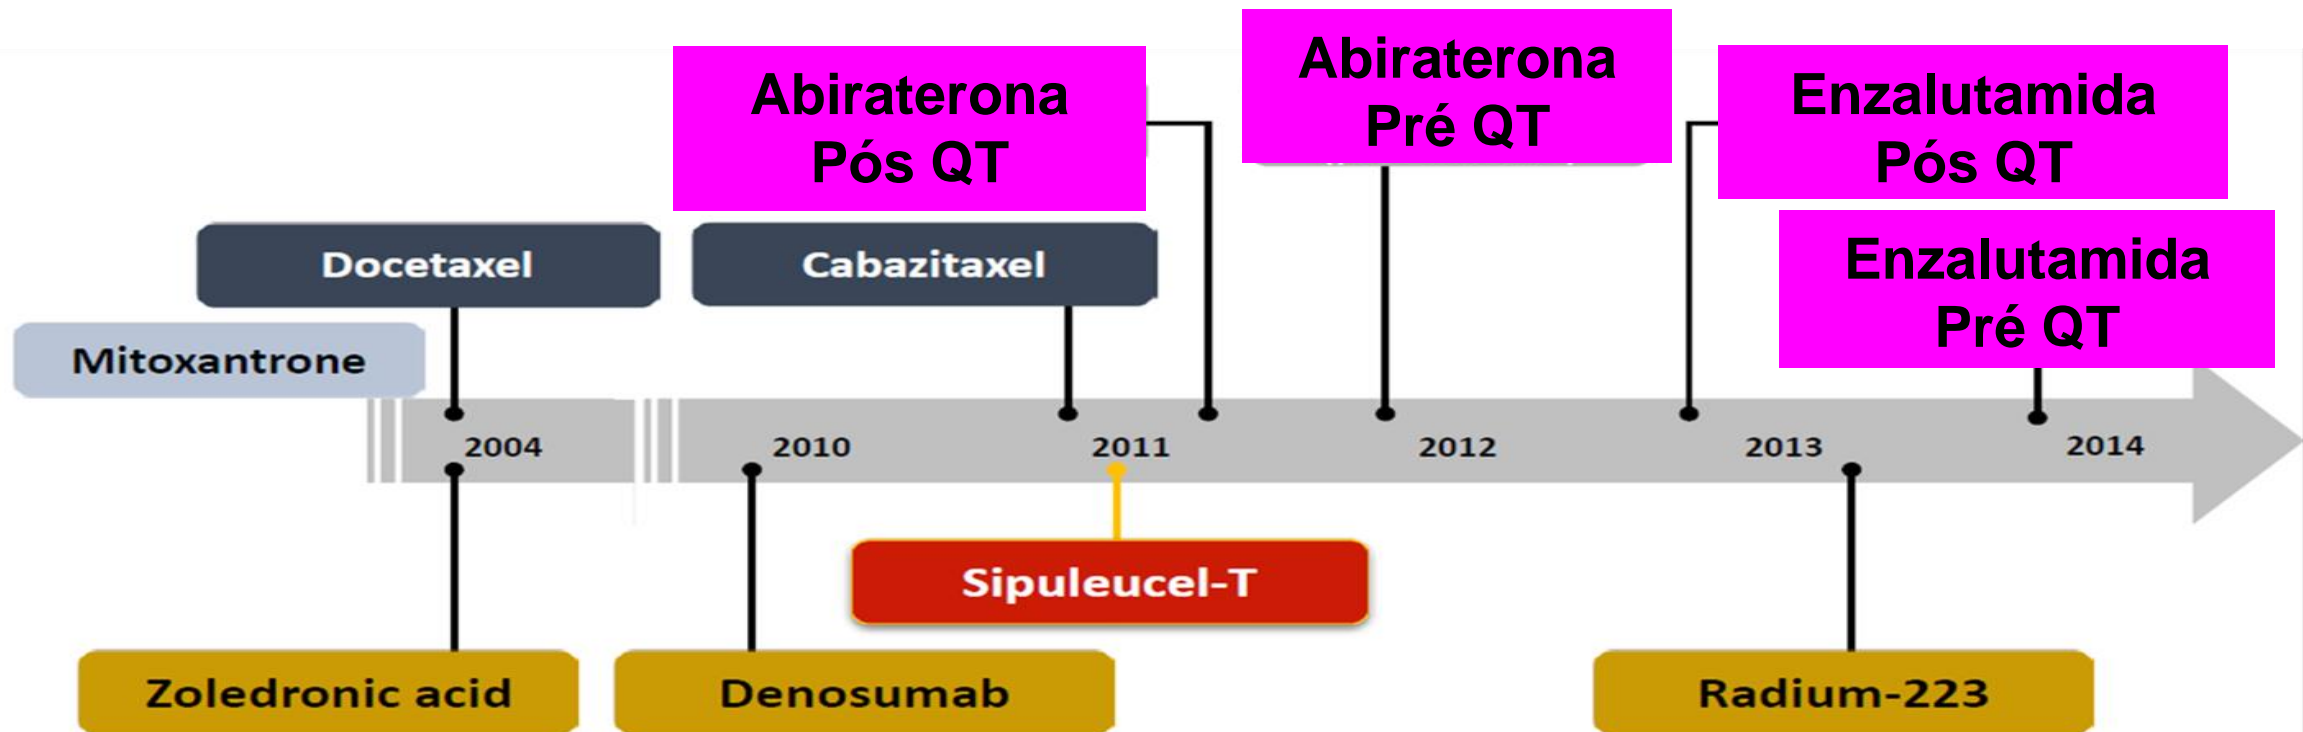 Abiraterona
Pós QT
Abiraterona
Pré QT
Enzalutamida
Pós QT
Docetaxel
Cabazitaxel
Enzalutamida
Pré QT
Mitoxantrone
2004
2010
2011
2012
2013
2014
Sipuleucel-T
Zoledronic acid
Denosumab
Radium-223